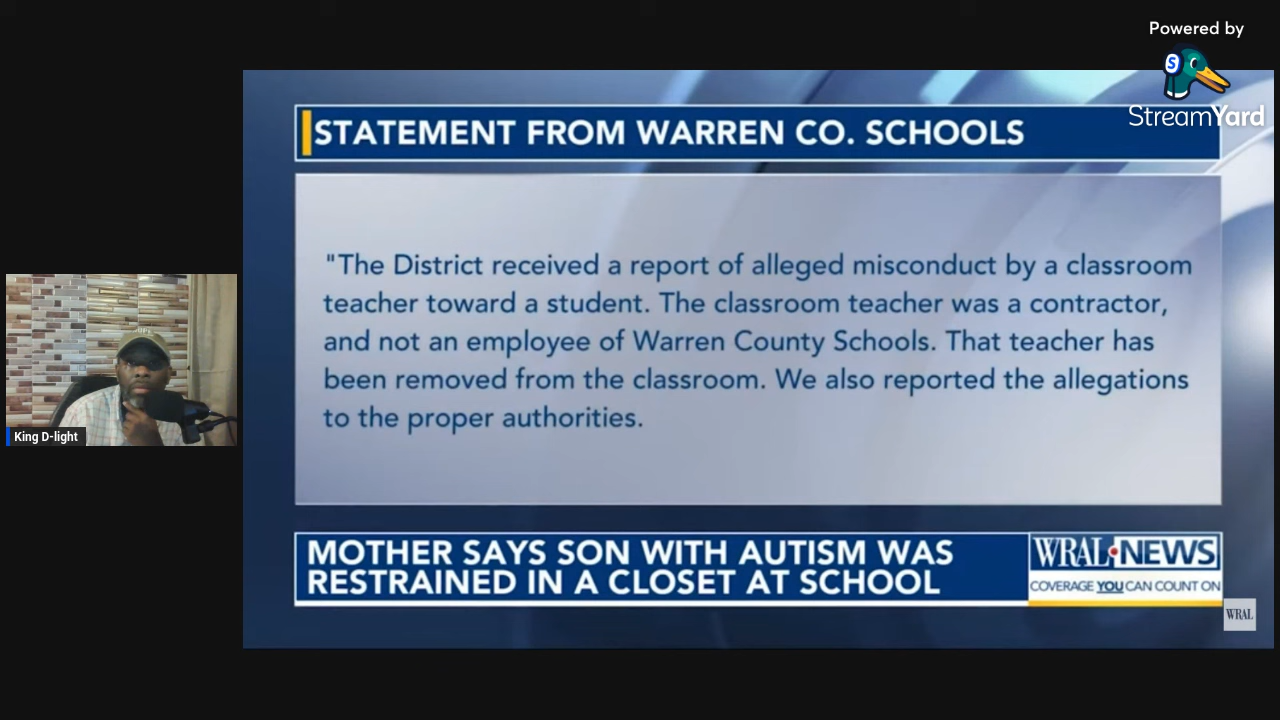 Powered by
StreamYard
STATEMENT FROM WARREN CO. SCHOOLS
"The District received a report of alleged misconduct by a classroom
teacher toward a student. The classroom teacher was a contractor,
and not an employee of Warren County Schools. That teacher has
been removed from the classroom. We also reported the allegations
to the proper authorities.
King D-light
MOTHER SAYS SON WITH AUTISM WAS
RESTRAINED IN A CLOSET AT SCHOOL
WRAL NEWS
COVERAGE YOU CAN COUNT ON
WRAL